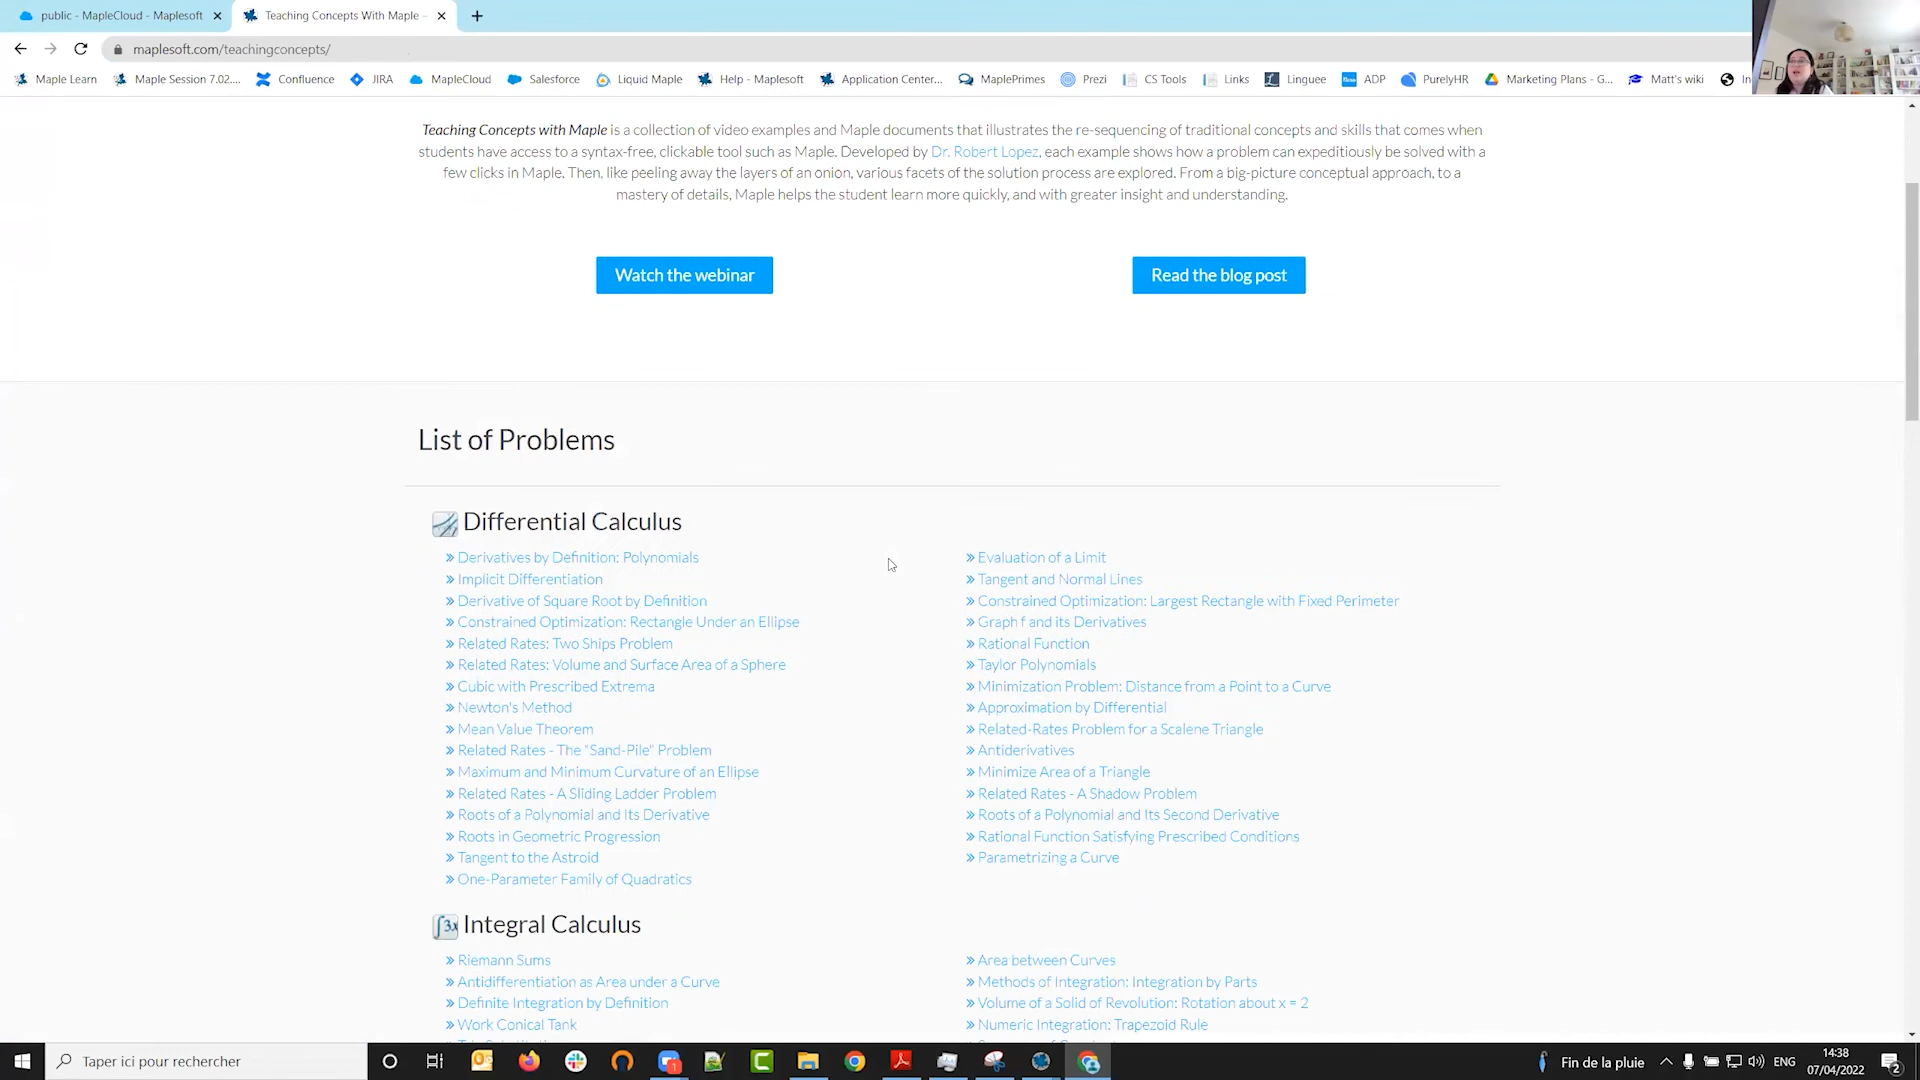 public - MapleCloud - Maplesoft
Teaching Concepts With Maple –
maplesoft.com/teachingconcepts/
Maple Learn
Maple Session 7.02....
Confluence
JIRA
MapleCloud
Salesforce
Liquid Maple
Help - Maplesoft
Application Center...
MaplePrimes
Prezi
CS Tools
Links
Linguee
ADP
PurelyHR
Marketing Plans - G...
Matt's wiki
Teaching Concepts with Maple is a collection of video examples and Maple documents that illustrates the re-sequencing of traditional concepts and skills that comes when
students have access to a syntax-free, clickable tool such as Maple. Developed by Dr. Robert Lopez, each example shows how a problem can expeditiously be solved with a
few clicks in Maple. Then, like peeling away the layers of an onion, various facets of the solution process are explored. From a big-picture conceptual approach, to a
mastery of details, Maple helps the student learn more quickly, and with greater insight and understanding.
Watch the webinar
Read the blog post
List of Problems
Differential Calculus
» Derivatives by Definition: Polynomials
» Implicit Differentiation
» Derivative of Square Root by Definition
» Constrained Optimization: Rectangle Under an Ellipse
» Related Rates: Two Ships Problem
» Related Rates: Volume and Surface Area of a Sphere
» Cubic with Prescribed Extrema
» Newton's Method
» Mean Value Theorem
» Related Rates - The "Sand-Pile" Problem
» Maximum and Minimum Curvature of an Ellipse
» Related Rates - A Sliding Ladder Problem
» Roots of a Polynomial and Its Derivative
» Roots in Geometric Progression
» Tangent to the Astroid
» One-Parameter Family of Quadratics
» Evaluation of a Limit
» Tangent and Normal Lines
» Constrained Optimization: Largest Rectangle with Fixed Perimeter
» Graph f and its Derivatives
» Rational Function
» Taylor Polynomials
» Minimization Problem: Distance from a Point to a Curve
» Approximation by Differential
» Related-Rates Problem for a Scalene Triangle
» Antiderivatives
» Minimize Area of a Triangle
» Related Rates - A Shadow Problem
» Roots of a Polynomial and Its Second Derivative
» Rational Function Satisfying Prescribed Conditions
» Parametrizing a Curve
Integral Calculus
» Riemann Sums
» Antidifferentiation as Area under a Curve
» Definite Integration by Definition
» Work Conical Tank
» Area between Curves
» Methods of Integration: Integration by Parts
» Volume of a Solid of Revolution: Rotation about x = 2
» Numeric Integration: Trapezoid Rule
Taper ici pour rechercher
Fin de la pluie
ENG
14:38
07/04/2022